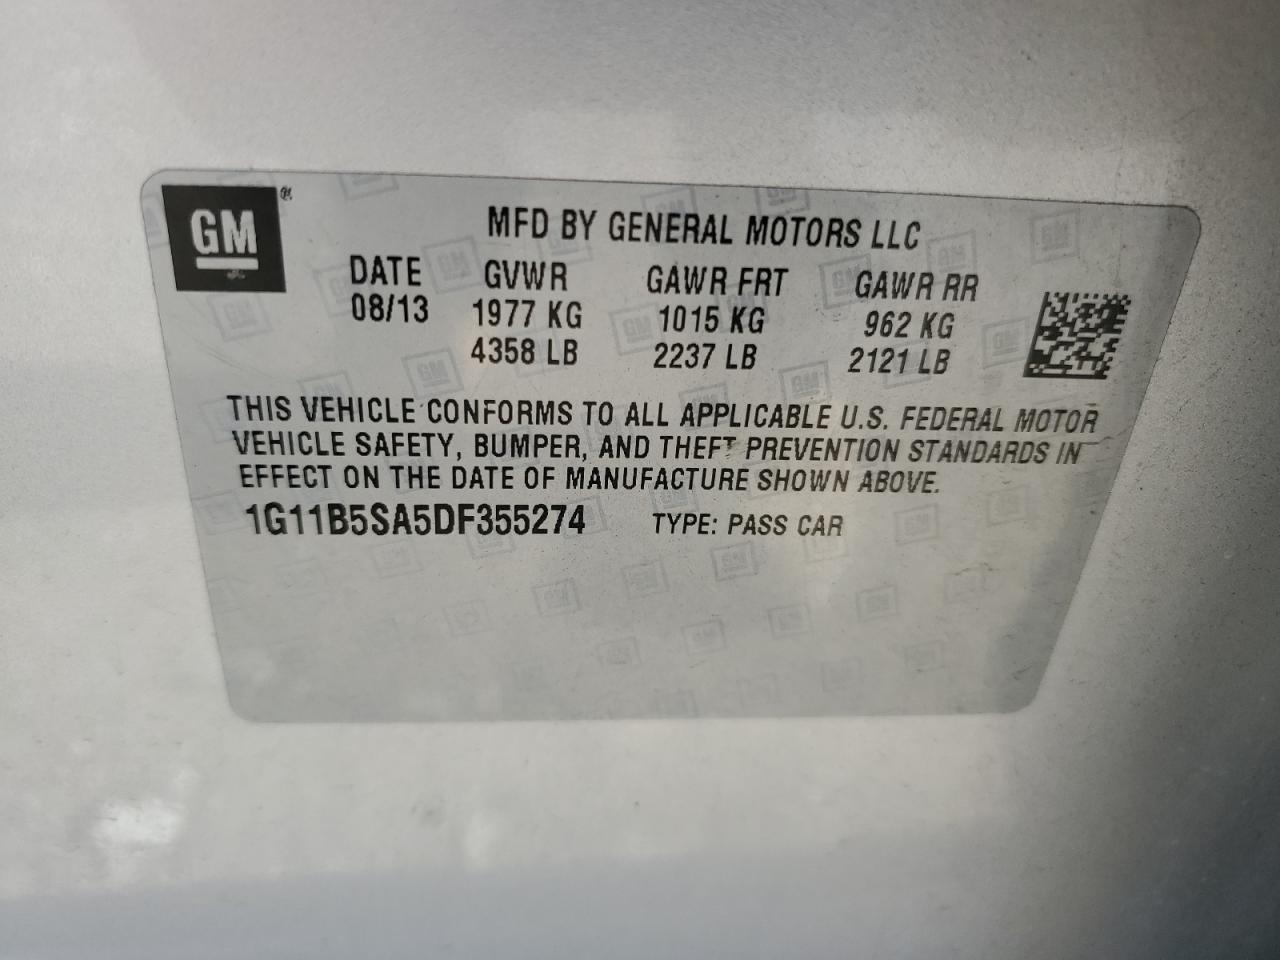 GM®
MFD BY GENERAL MOTORS LLC
DATE GVWR GAWR FRT GAWR RR
08/13 1977 KG 1015 KG 962 KG
4358 LB 2237 LB 2121 LB
THIS VEHICLE CONFORMS TO ALL APPLICABLE U.S. FEDERAL MOTOR
VEHICLE SAFETY, BUMPER, AND THEFT PREVENTION STANDARDS IN
EFFECT ON THE DATE OF MANUFACTURE SHOWN ABOVE.
1G11B5SA5DF355274 TYPE: PASS CAR